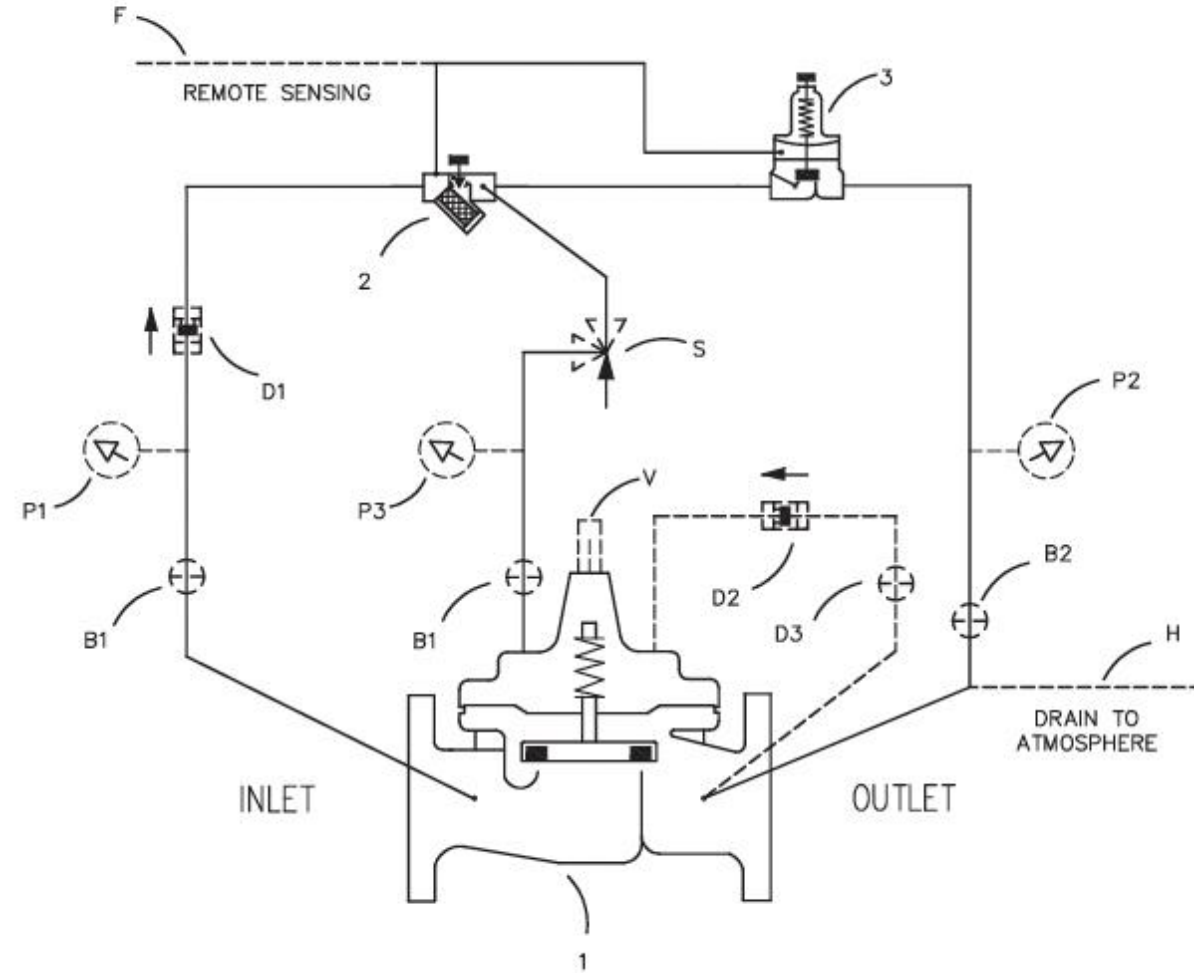 F
REMOTE SENSING
3
2
S
D1
P2
P1
P3
V
B1
B1
D2
D3
B2
H
DRAIN TO
ATMOSPHERE
INLET
OUTLET
1